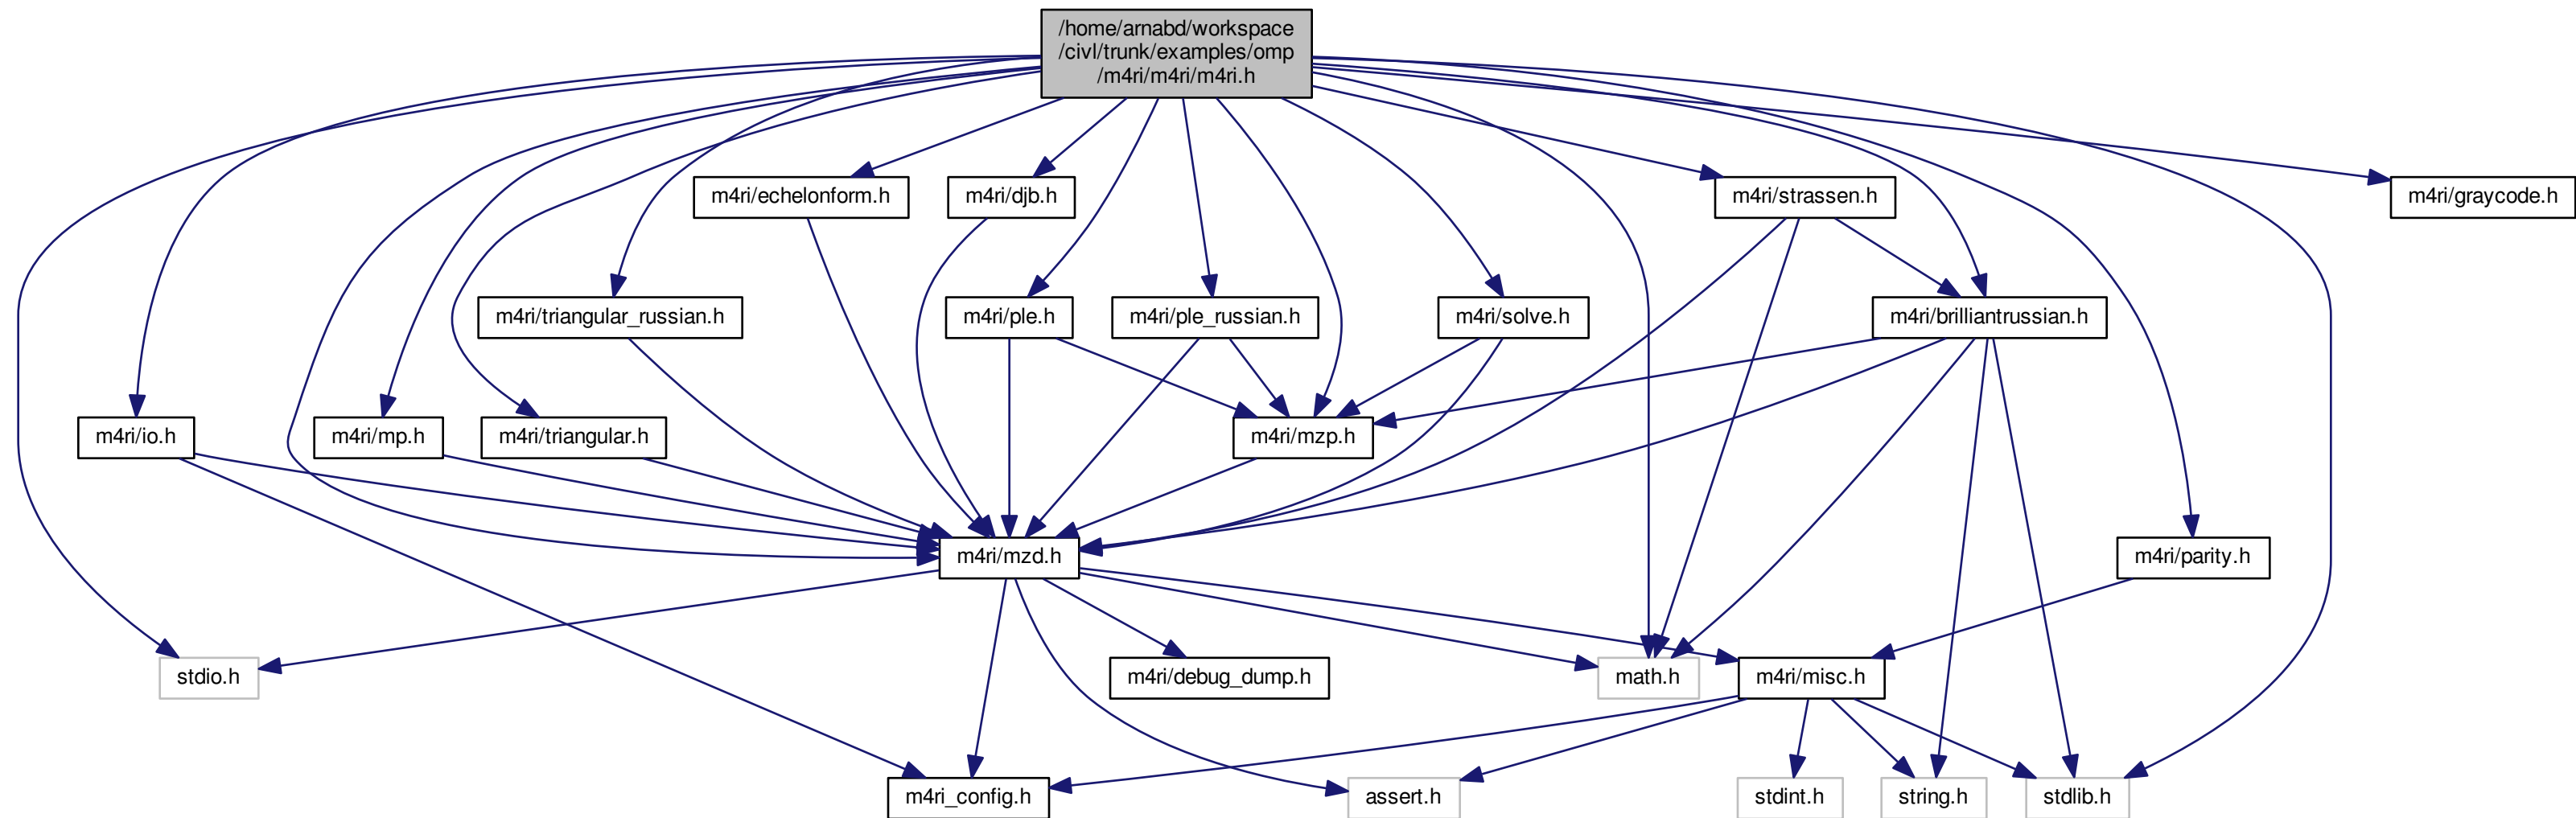 /home/arnabd/workspace
/civl/trunk/examples/omp
/m4ri/m4ri/m4ri.h
m4ri/echelonform.h
m4ri/djb.h
m4ri/strassen.h
m4ri/graycode.h
m4ri/triangular_russian.h
m4ri/ple.h
m4ri/ple_russian.h
m4ri/solve.h
m4ri/brilliantrussian.h
m4ri/io.h
m4ri/mp.h
m4ri/triangular.h
m4ri/mzp.h
m4ri/mzd.h
m4ri/parity.h
stdio.h
m4ri/debug_dump.h
math.h
m4ri/misc.h
m4ri_config.h
assert.h
stdint.h
string.h
stdlib.h